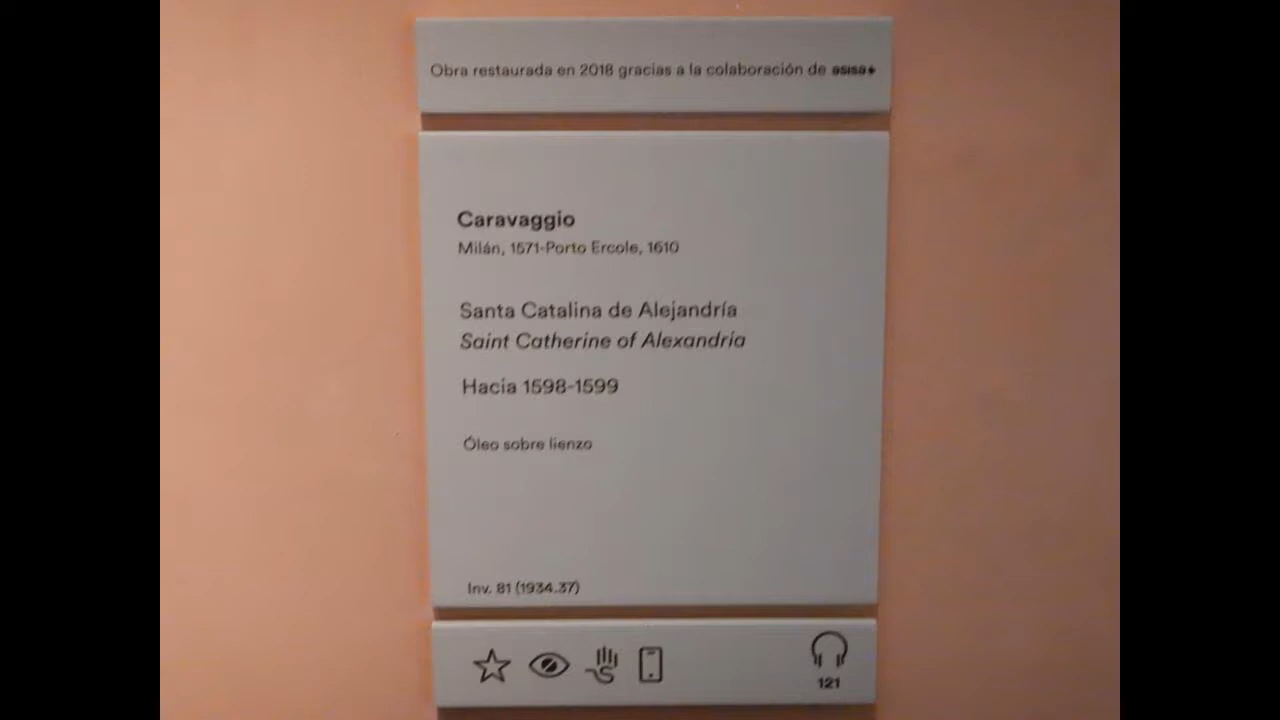 Obra restaurada en 2018 gracias a la colaboración de asisa
Caravaggio
Milán, 1571-Porto Ercole, 1610
Santa Catalina de Alejandría
Saint Catherine of Alexandria
Hacia 1598-1599
Óleo sobre lienzo
Inv. 81 (1934.37)
121